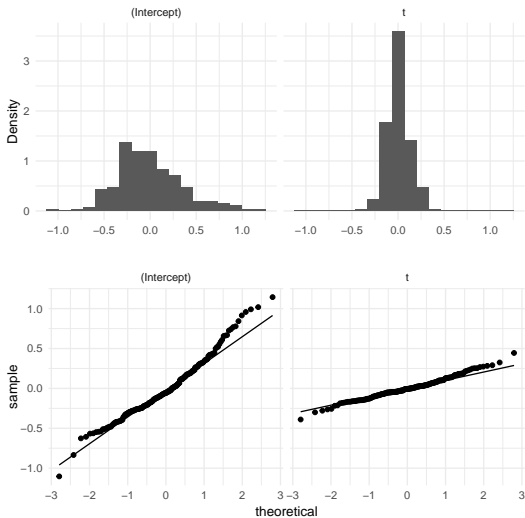 (Intercept) t
Density
3
2
1
0
−1.0 −0.5 0.0 0.5 1.0 −1.0 −0.5 0.0 0.5 1.0
(Intercept) t
sample
1.0
0.5
0.0
−0.5
−1.0
−3 −2 −1 0 1 2 3 −3 −2 −1 0 1 2 3
theoretical